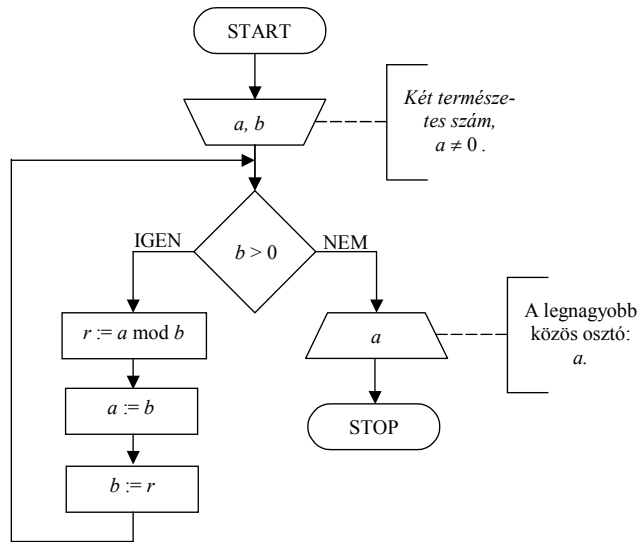 START
a, b
Két természe-
tes szám,
a ≠ 0 .
b > 0
IGEN
NEM
r := a mod b
a := b
b := r
a
A legnagyobb
közös osztó:
a.
STOP